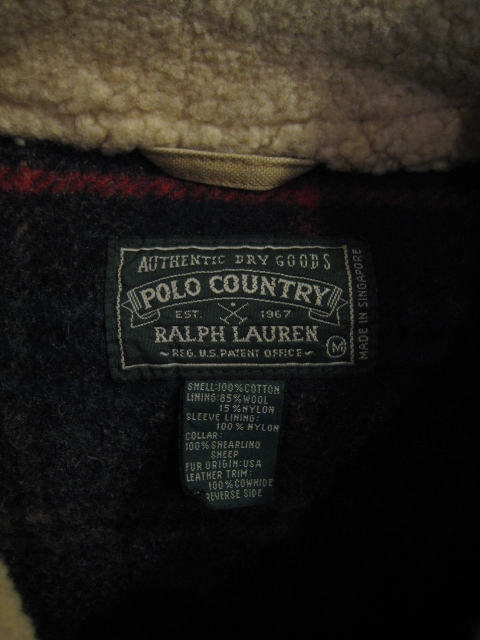 AUTHENTIC DRY GOODS
POLO COUNTRY
EST. 1967
RALPH LAUREN
~ REG. U.S. PATENT OFFICE ~
M
MADE IN SINGAPORE
SHELL:100%COTTON
LINING:85%WOOL
15%NYLON
SLEEVE LINING:
100%NYLON
COLLAR:
100%SHEARLING
SHEEP
FUR ORIGIN:USA
LEATHER TRIM:
100%COWHIDE
REVERSE SIDE